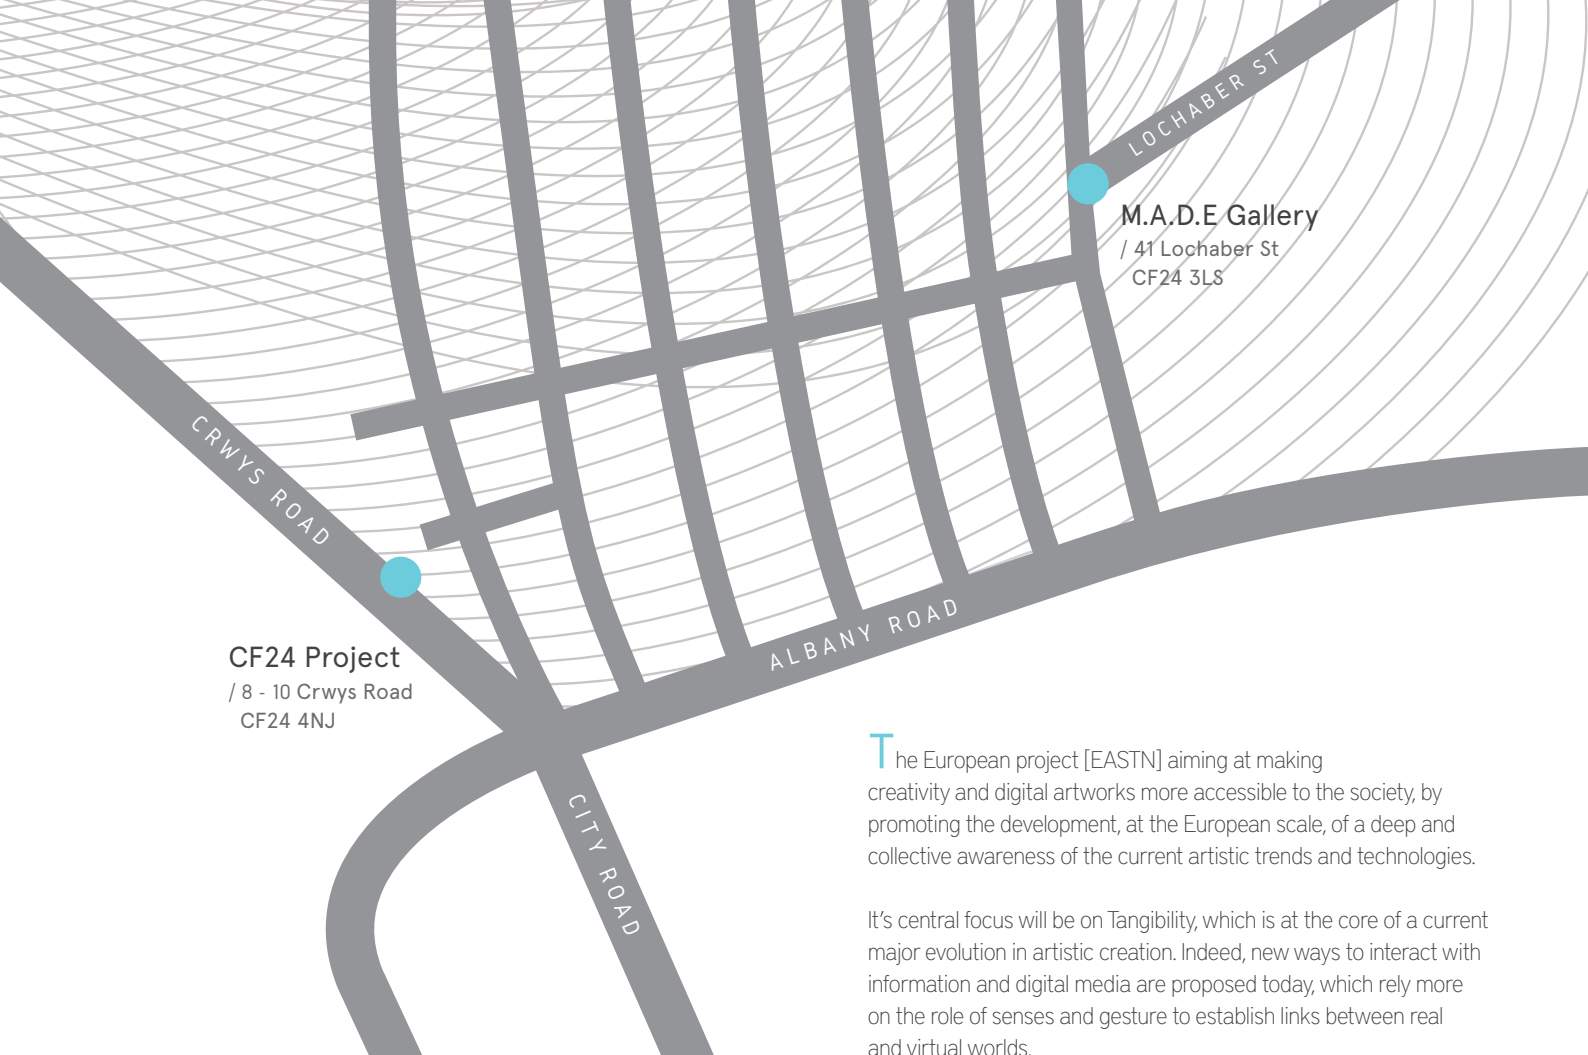 LOCHABER ST
M.A.D.E Gallery
/ 41 Lochaber St
CF24 3LS
CRWYS ROAD
ALBANY ROAD
CF24 Project
/ 8 - 10 Crwys Road
CF24 4NJ
CITY ROAD
The European project [EASTN] aiming at making
creativity and digital artworks more accessible to the society, by
promoting the development, at the European scale, of a deep and
collective awareness of the current artistic trends and technologies.
It's central focus will be on Tangibility, which is at the core of a current
major evolution in artistic creation. Indeed, new ways to interact with
information and digital media are proposed today, which rely more
on the role of senses and gesture to establish links between real
and virtual worlds.